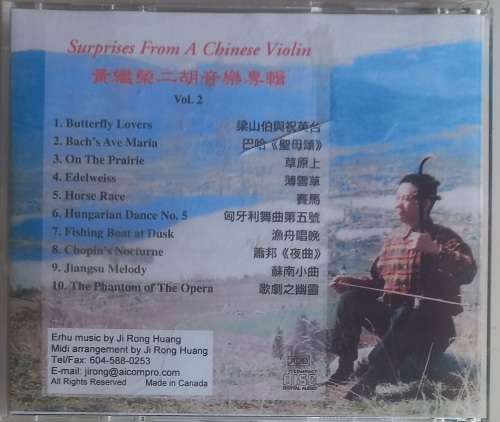 Surprises From A Chinese Violin
黃繼榮二胡音樂專輯
Vol. 2
1. Butterfly Lovers 梁山伯與祝英台
2. Bach's Ave Maria 巴哈《聖母頌》
3. On The Prairie 草原上
4. Edelweiss 薄雪草
5. Horse Race 賽馬
6. Hungarian Dance No. 5 匈牙利舞曲第五號
7. Fishing Boat at Dusk 漁舟唱晚
8. Chopin's Nocturne 蕭邦《夜曲》
9. Jiangsu Melody 蘇南小曲
10. The Phantom of The Opera 歌劇之幽靈
Erhu music by Ji Rong Huang
Midi arrangement by Ji Rong Huang
Tel/Fax: 604-588-0253
E-mail: jirong@aicompro.com
All Rights Reserved Made in Canada
COMPACT
disc
DIGITAL AUDIO